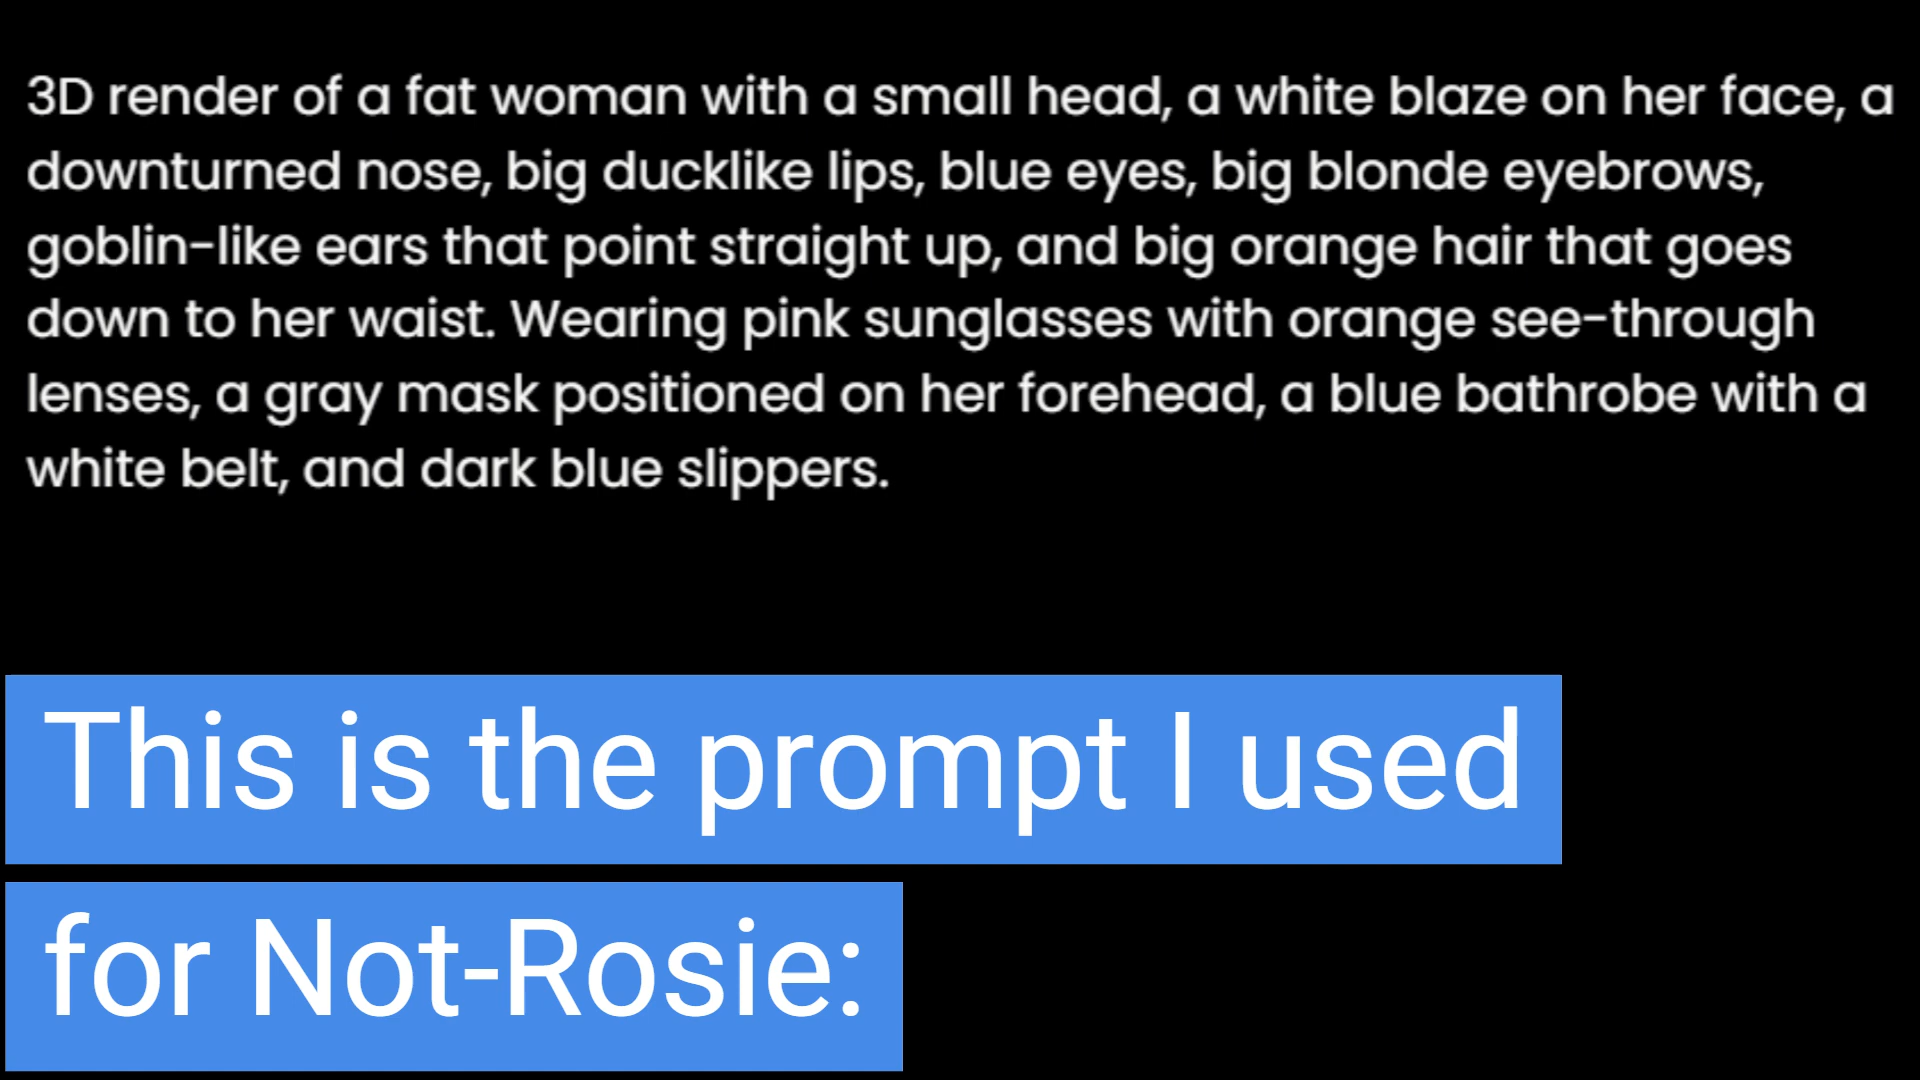 3D render of a fat woman with a small head, a white blaze on her face, a
downturned nose, big ducklike lips, blue eyes, big blonde eyebrows,
goblin-like ears that point straight up, and big orange hair that goes
down to her waist. Wearing pink sunglasses with orange see-through
lenses, a gray mask positioned on her forehead, a blue bathrobe with a
white belt, and dark blue slippers.
This is the prompt I used
for Not-Rosie: